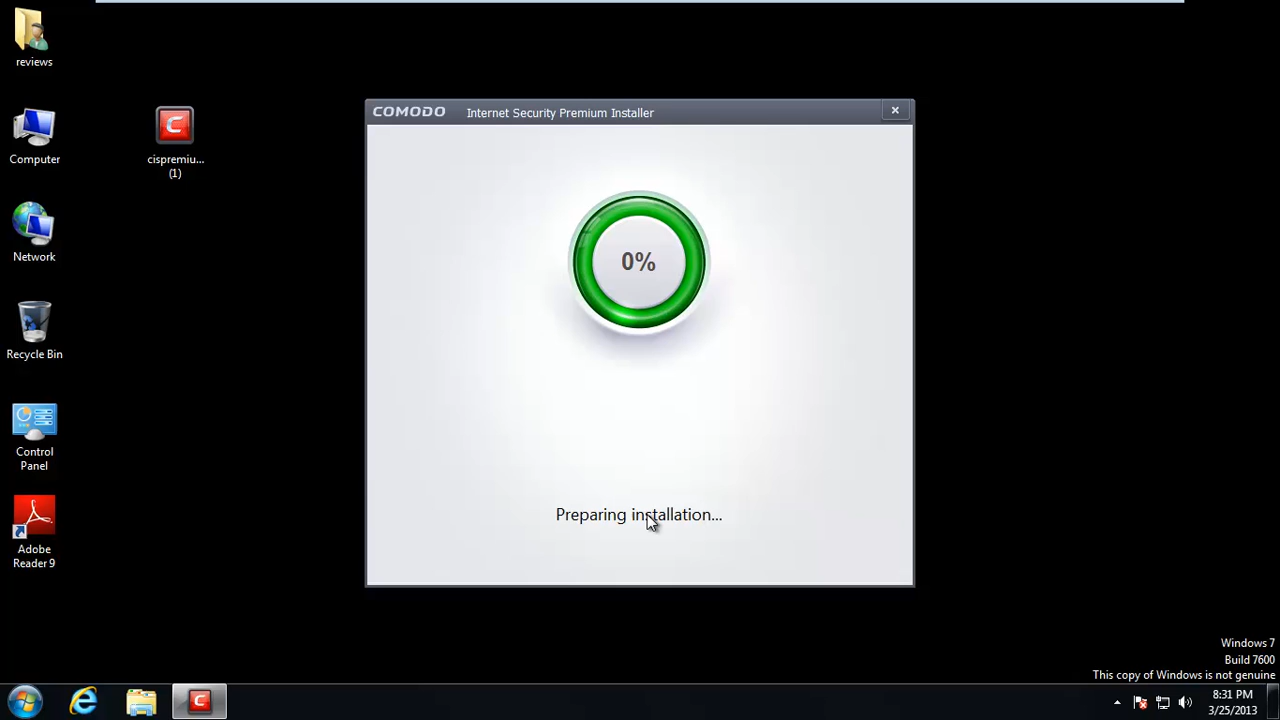 reviews
Computer
cispremiu...
(1)
Network
Recycle Bin
Control
Panel
Adobe
Reader 9
COMODO Internet Security Premium Installer
0%
Preparing installation...
Windows 7
Build 7600
This copy of Windows is not genuine
8:31 PM
3/25/2013